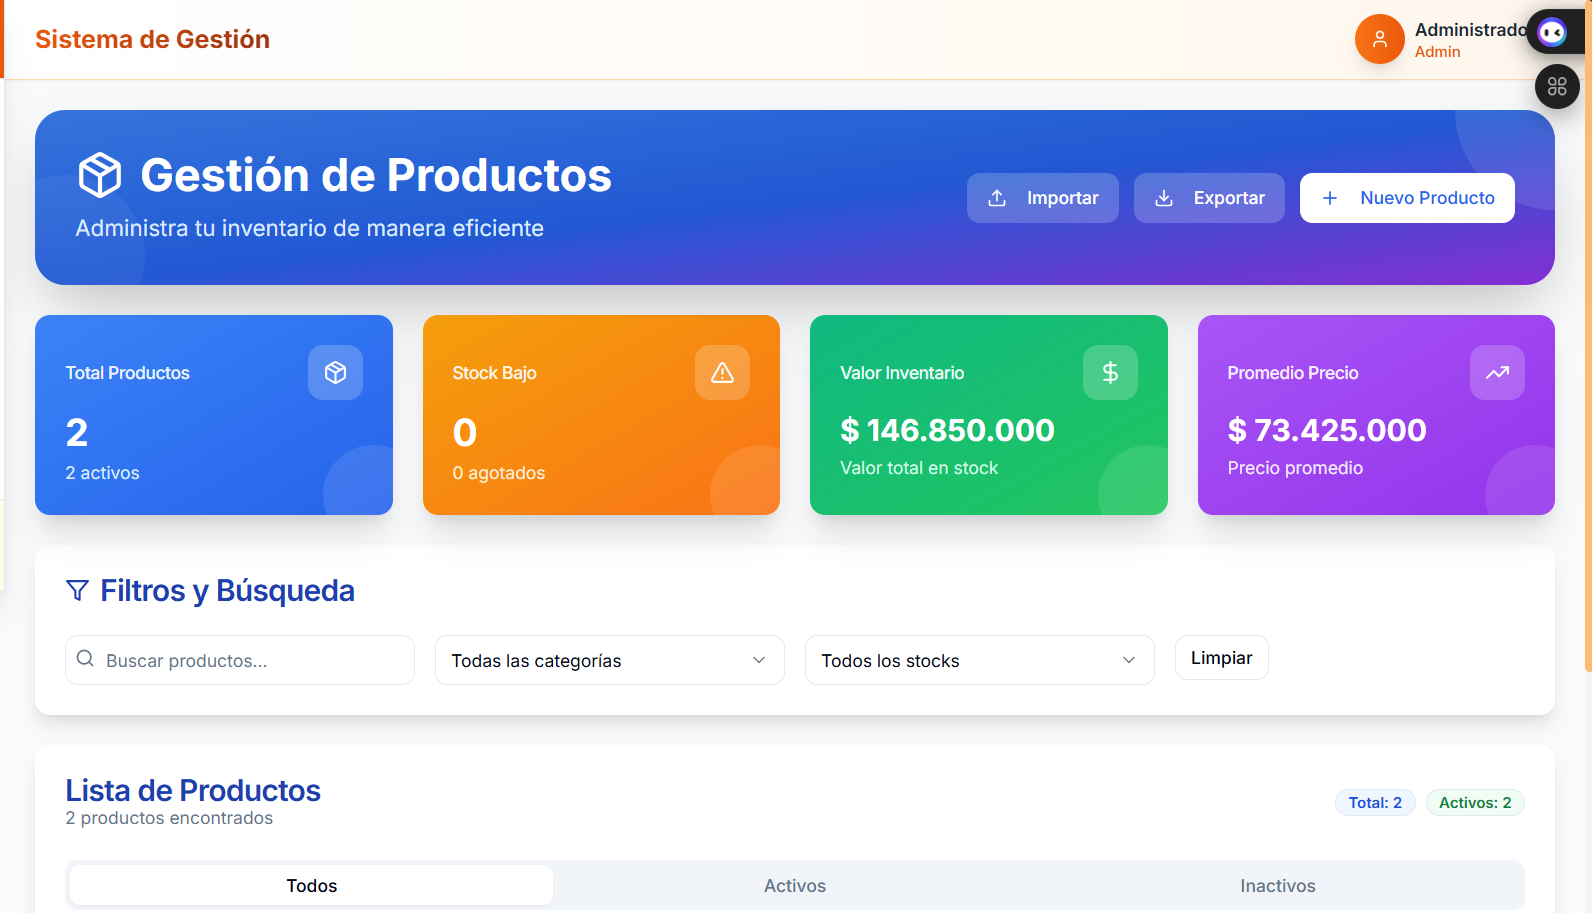 Sistema de Gestión
Administrado
Admin
Gestión de Productos
Administra tu inventario de manera eficiente
Importar
Exportar
Nuevo Producto
Total Productos
2
2 activos
Stock Bajo
0
0 agotados
Valor Inventario
$ 146.850.000
Valor total en stock
Promedio Precio
$ 73.425.000
Precio promedio
Filtros y Búsqueda
Buscar productos...
Todas las categorías
Todos los stocks
Limpiar
Lista de Productos
2 productos encontrados
Total: 2
Activos: 2
Todos
Activos
Inactivos